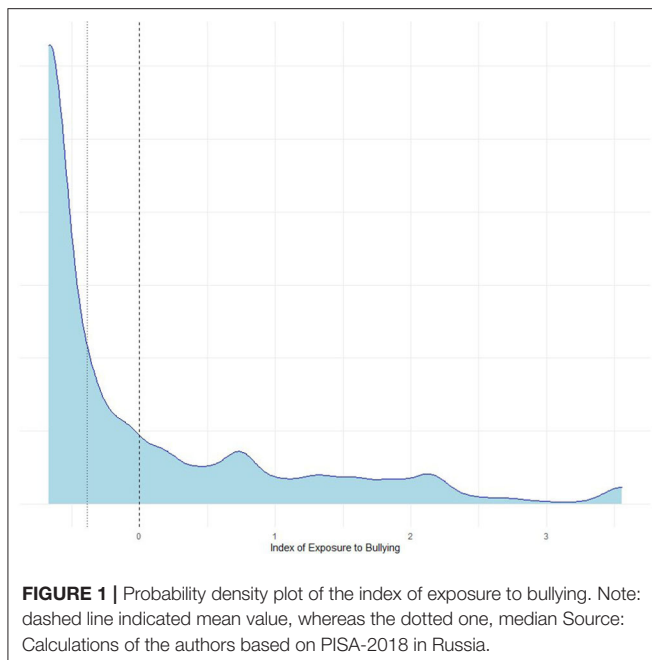 0 1 2 3
Index of Exposure to Bullying
FIGURE 1 | Probability density plot of the index of exposure to bullying. Note:
dashed line indicated mean value, whereas the dotted one, median Source:
Calculations of the authors based on PISA-2018 in Russia.